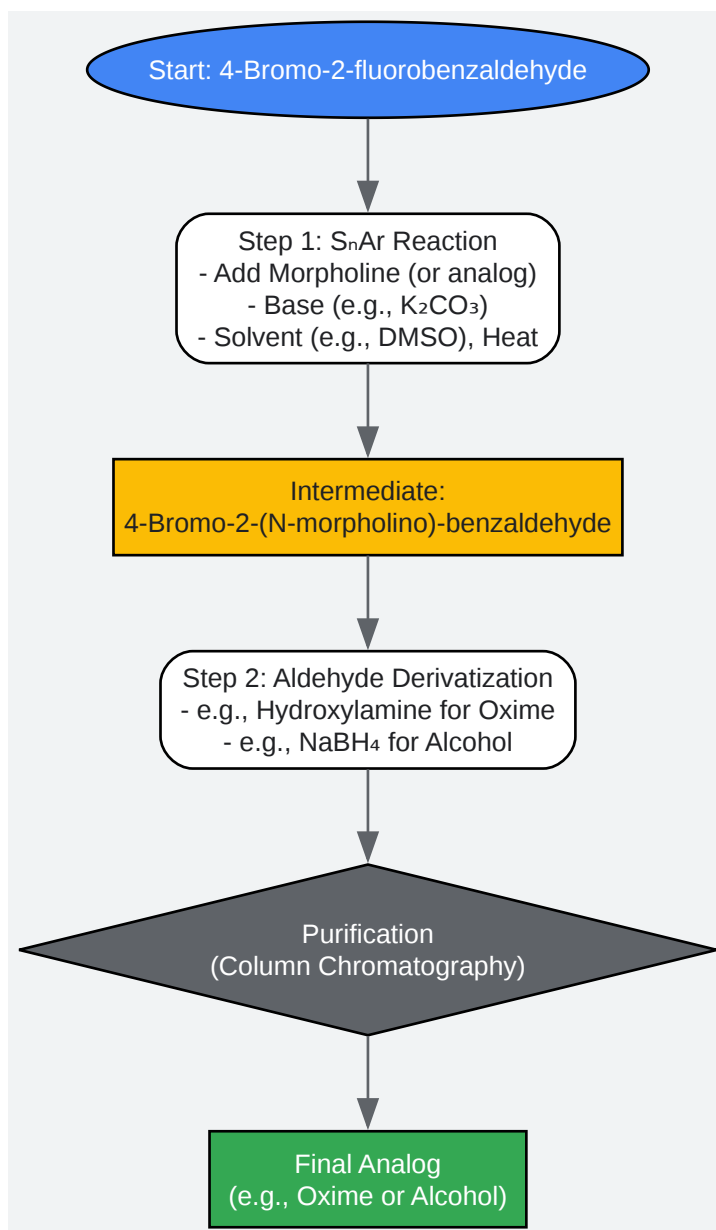 Start: 4-Bromo-2-fluorobenzaldehyde
Step 1: SₙAr Reaction
- Add Morpholine (or analog)
- Base (e.g., K₂CO₃)
- Solvent (e.g., DMSO), Heat
Intermediate:
4-Bromo-2-(N-morpholino)-benzaldehyde
Step 2: Aldehyde Derivatization
- e.g., Hydroxylamine for Oxime
- e.g., NaBH₄ for Alcohol
Purification
(Column Chromatography)
Final Analog
(e.g., Oxime or Alcohol)